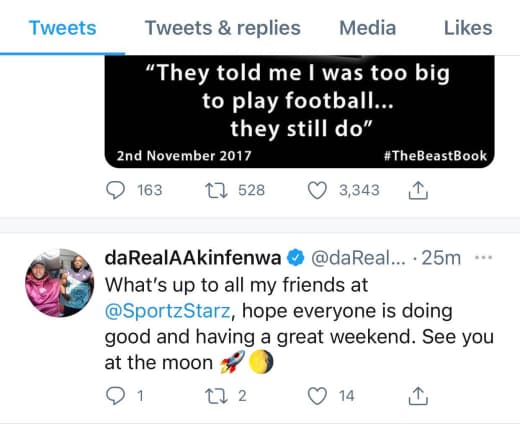 Tweets Tweets & replies Media Likes
“They told me I was too big
to play football...
they still do”
2nd November 2017 #TheBeastBook
163 528 3,343
daRealAAkinfenwa @daReal... · 25m ···
What’s up to all my friends at
@SportzStarz, hope everyone is doing
good and having a great weekend. See you
at the moon 🚀🌖
1 2 14